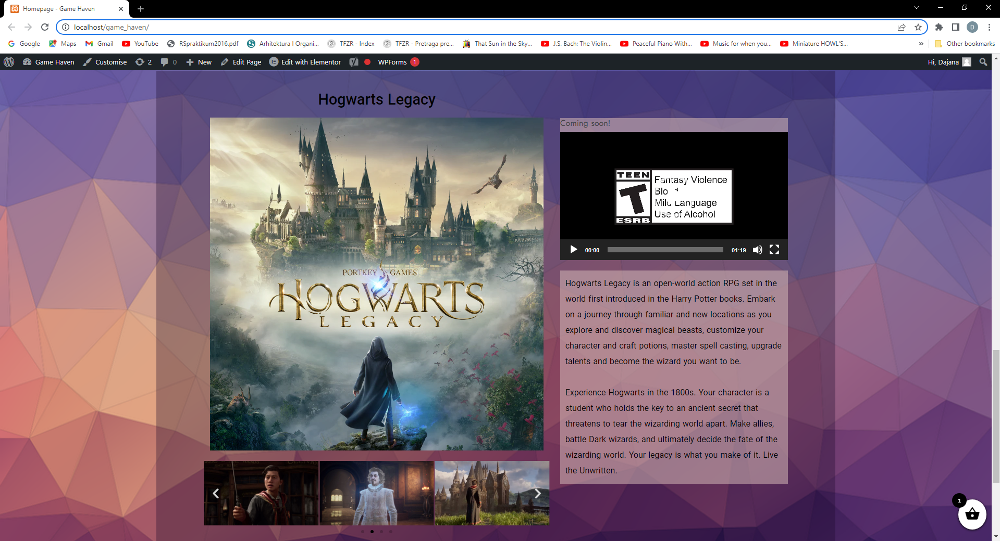 Homepage - Game Haven
localhost/game_haven/
D
Google
Maps
Gmail
YouTube
RSpraktikum2016.pdf
Arhitektura I Organi...
TFZR - Index
TFZR - Pretraga pre...
That Sun in the Sky...
J.S. Bach: The Violin...
Peaceful Piano With...
Music for when you...
Miniature HOWL'S...
»
Other bookmarks
Game Haven
Customise
2
0
New
Edit Page
Edit with Elementor
WPForms
1
Hi, Dajana
Hogwarts Legacy
PORTKEY GAMES
HOGWARTS
LEGACY
Coming soon!
TEEN
T
ESRB
Fantasy Violence
Mild Language
Use of Alcohol
00:00
01:19
Hogwarts Legacy is an open-world action RPG set in the
world first introduced in the Harry Potter books. Embark
on a journey through familiar and new locations as you
explore and discover magical beasts, customize your
character and craft potions, master spell casting, upgrade
talents and become the wizard you want to be.
Experience Hogwarts in the 1800s. Your character is a
student who holds the key to an ancient secret that
threatens to tear the wizarding world apart. Make allies,
battle Dark wizards, and ultimately decide the fate of the
wizarding world. Your legacy is what you make of it. Live
the Unwritten.
1